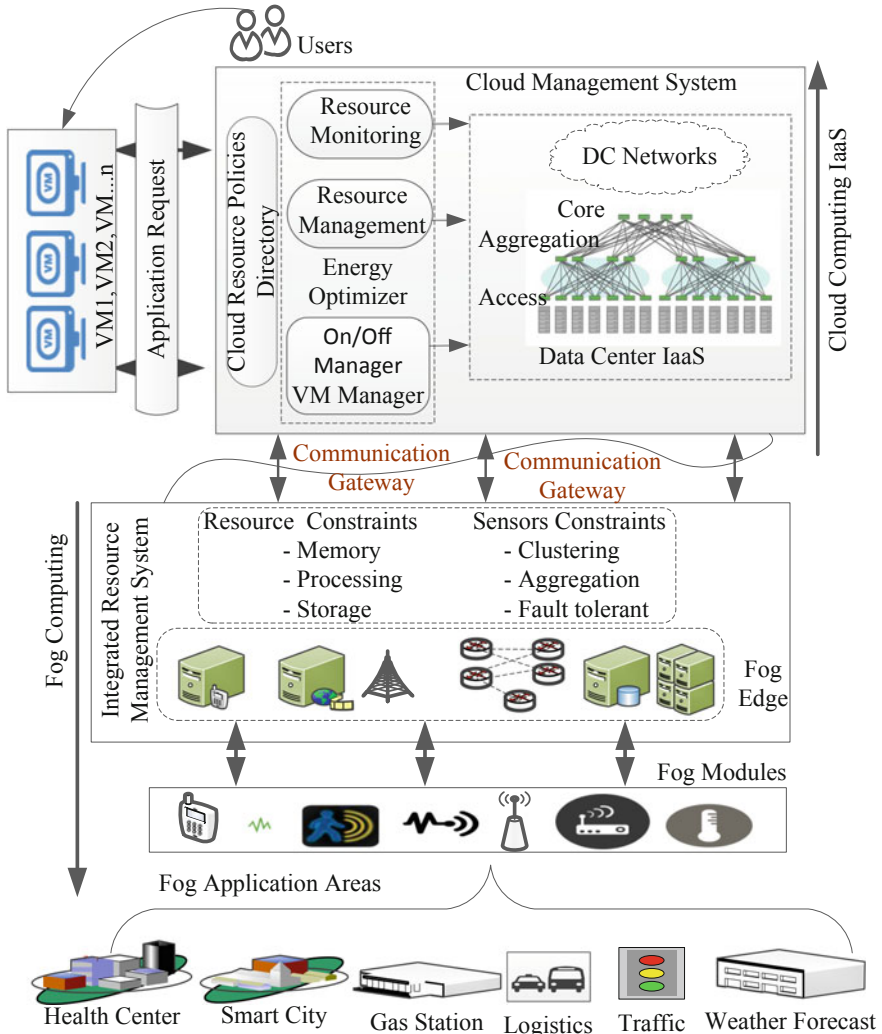 Users
Cloud Management System
Resource
Monitoring
Resource
Management
Energy
Optimizer
On/Off
Manager
VM Manager
Cloud Resource Policies
Directory
Application Request
VM1,VM2,VM...n
VM
VM
VM
DC Networks
Core
Aggregation
Access
Data Center IaaS
Cloud Computing IaaS
Communication
Gateway
Communication
Gateway
Fog Computing
Integrated Resource
Management System
Resource Constraints
- Memory
- Processing
- Storage
Sensors Constraints
- Clustering
- Aggregation
- Fault tolerant
Fog
Edge
Fog Modules
Fog Application Areas
Health Center
Smart City
Gas Station
Logistics
Traffic
Weather Forecast